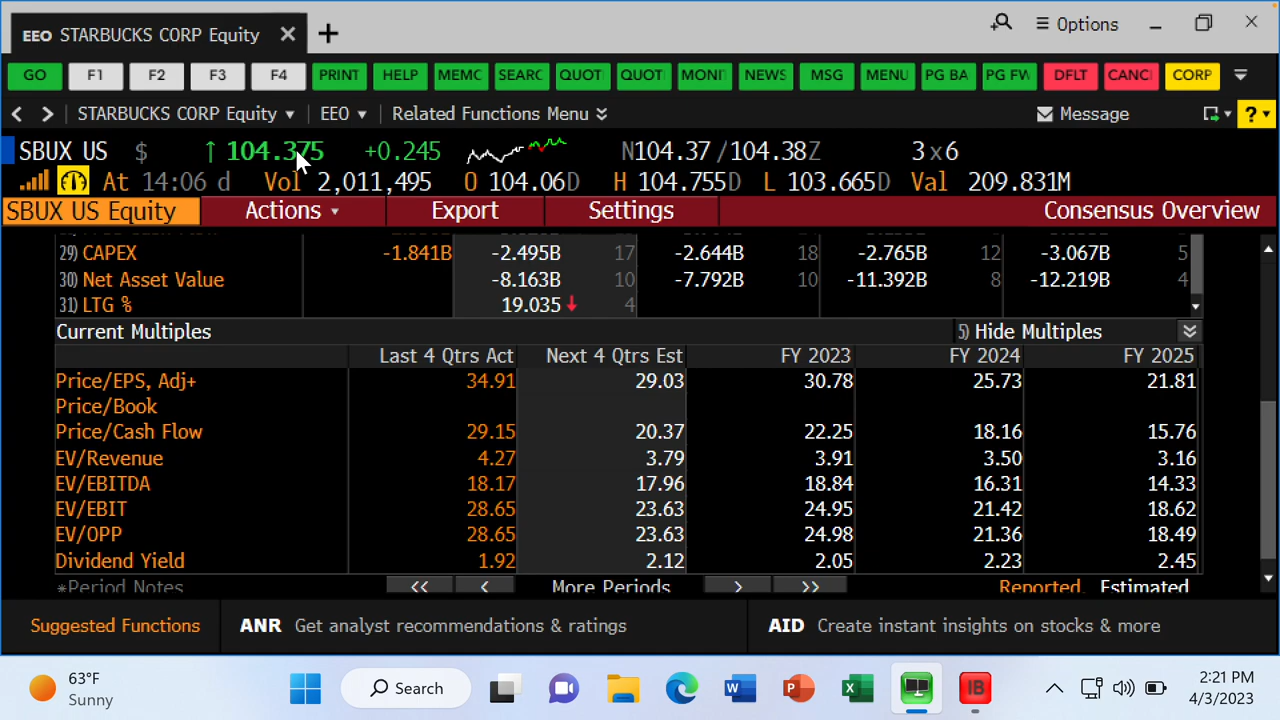 EEO STARBUCKS CORP Equity
Options
GO F1 F2 F3 F4 PRINT HELP MEMC SEARC QUOT QUOT MONI NEWS MSG MENU PG BA PG FW DFLT CANC CORP
STARBUCKS CORP Equity EEO Related Functions Menu Message ?
SBUX US $ ↑ 104.375 +0.245 N104.37 /104.38Z 3 x 6
At 14:06 d Vol 2,011,495 O 104.06D H 104.755D L 103.665D Val 209.831M
SBUX US Equity Actions Export Settings Consensus Overview
29) CAPEX -1.841B -2.495B 17 -2.644B 18 -2.765B 12 -3.067B 5
30) Net Asset Value -8.163B 10 -7.792B 10 -11.392B 8 -12.219B 4
31) LTG % 19.035 ↓ 4
Current Multiples 5) Hide Multiples
Last 4 Qtrs Act Next 4 Qtrs Est FY 2023 FY 2024 FY 2025
Price/EPS, Adj+ 34.91 29.03 30.78 25.73 21.81
Price/Book
Price/Cash Flow 29.15 20.37 22.25 18.16 15.76
EV/Revenue 4.27 3.79 3.91 3.50 3.16
EV/EBITDA 18.17 17.96 18.84 16.31 14.33
EV/EBIT 28.65 23.63 24.95 21.42 18.62
EV/OPP 28.65 23.63 24.98 21.36 18.49
Dividend Yield 1.92 2.12 2.05 2.23 2.45
*Period Notes << < More Periods > >> Reported, Estimated
Suggested Functions ANR Get analyst recommendations & ratings AID Create instant insights on stocks & more
63°F
Sunny
Search
IB
2:21 PM
4/3/2023